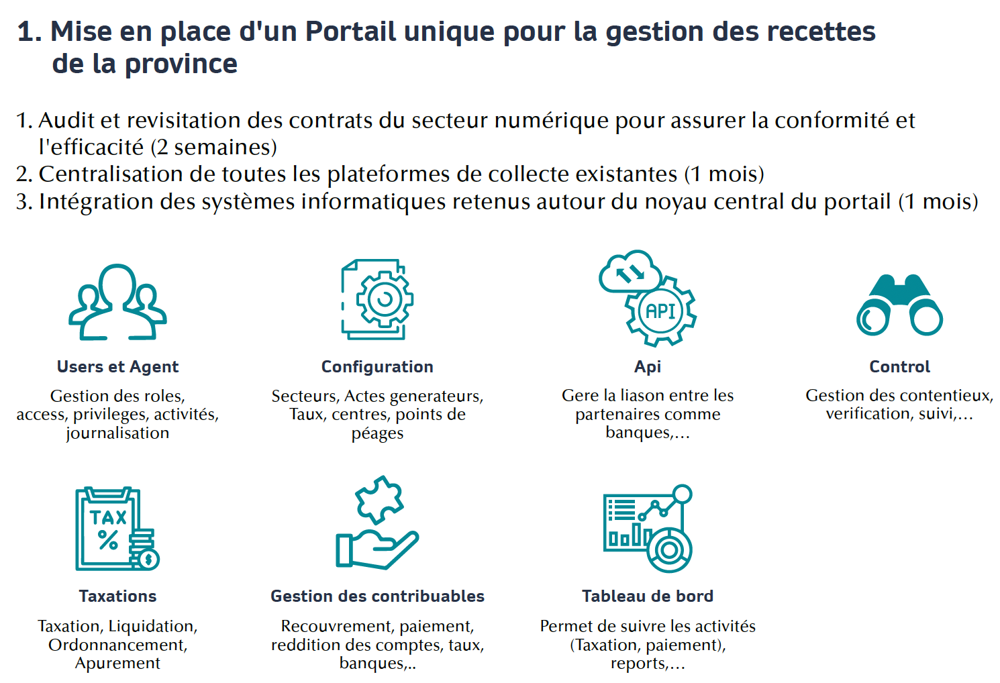 1. Mise en place d'un Portail unique pour la gestion des recettes
de la province
1. Audit et revisitation des contrats du secteur numérique pour assurer la conformité et
l'efficacité (2 semaines)
2. Centralisation de toutes les plateformes de collecte existantes (1 mois)
3. Intégration des systèmes informatiques retenus autour du noyau central du portail (1 mois)
API
Users et Agent
Gestion des roles,
access, privileges, activités,
journalisation
Configuration
Secteurs, Actes generateurs,
Taux, centres, points de
péages
Api
Gere la liason entre les
partenaires comme
banques,...
Control
Gestion des contentieux,
verification, suivi,...
TAX
%
$
Taxations
Taxation, Liquidation,
Ordonnancement,
Apurement
Gestion des contribuables
Recouvrement, paiement,
reddition des comptes, taux,
banques,..
Tableau de bord
Permet de suivre les activités
(Taxation, paiement),
reports,...